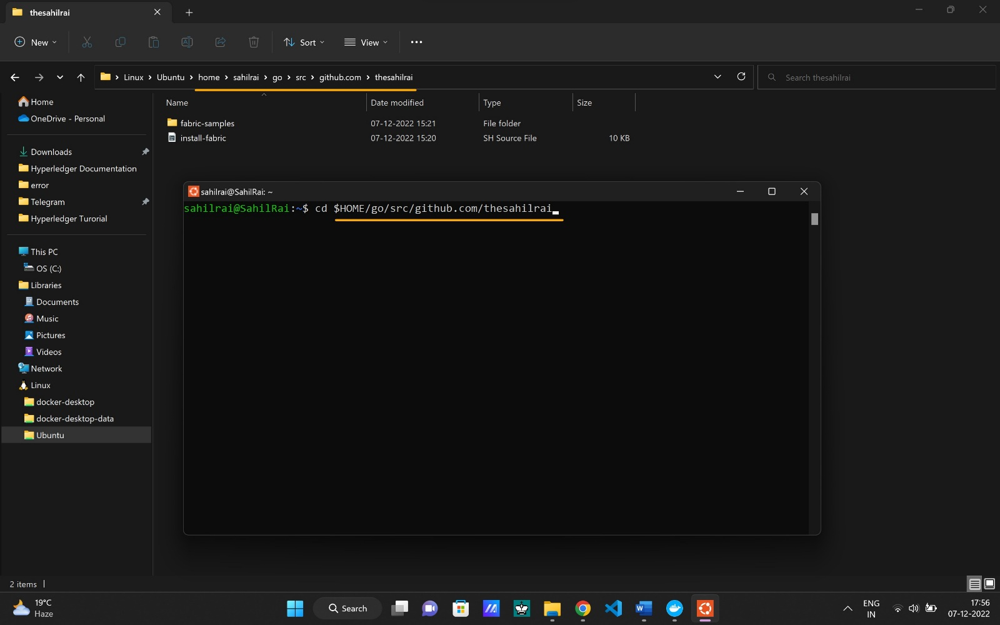 thesahilrai
New
Sort
View
Linux
Ubuntu
home
sahilrai
go
src
github.com
thesahilrai
Search thesahilrai
Home
OneDrive - Personal
Downloads
Hyperledger Documentation
error
Telegram
Hyperledger Turorial
This PC
OS (C:)
Libraries
Documents
Music
Pictures
Videos
Network
Linux
docker-desktop
docker-desktop-data
Ubuntu
Name Date modified Type Size
fabric-samples 07-12-2022 15:21 File folder
install-fabric 07-12-2022 15:20 SH Source File 10 KB
sahilrai@SahilRai: ~
sahilrai@SahilRai:~$ cd $HOME/go/src/github.com/thesahilrai
2 items
19°C
Haze
Search
ENG
IN
17:56
07-12-2022